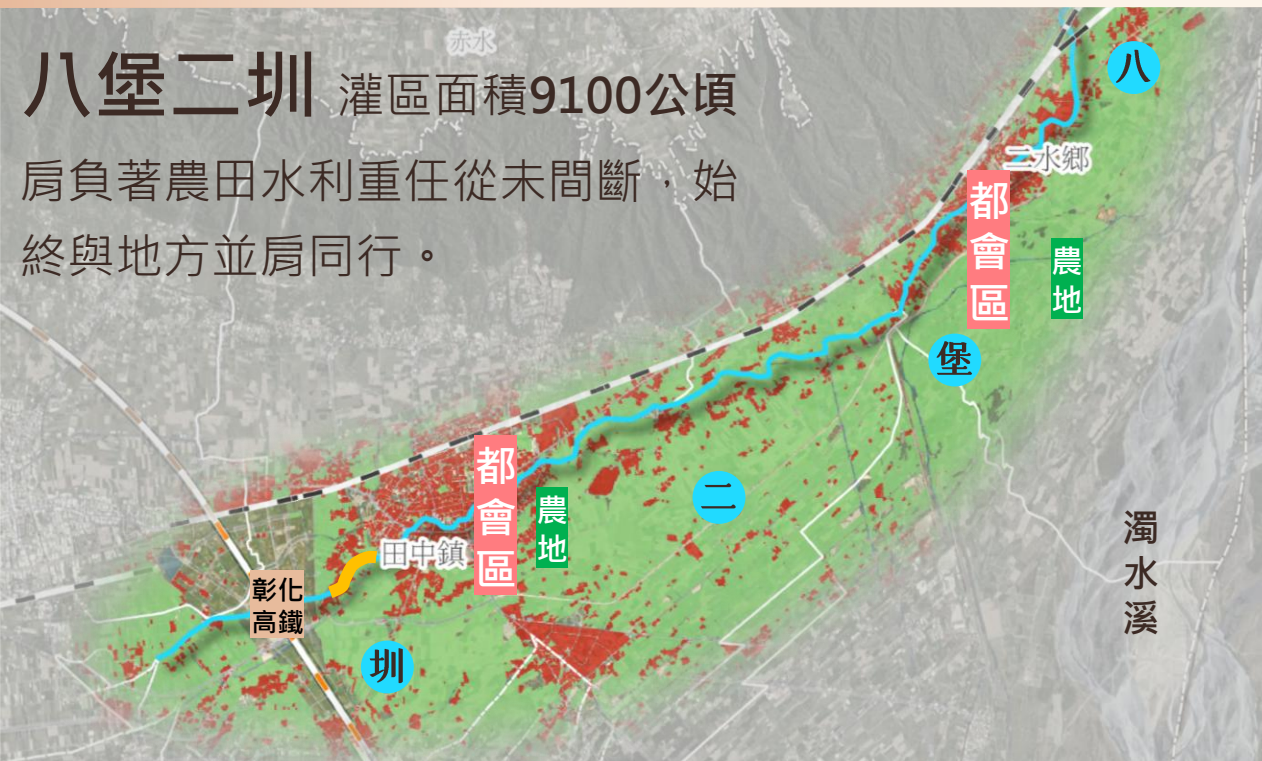 赤水
八堡二圳 灌區面積9100公頃
肩負著農田水利重任從未間斷，始
終與地方並肩同行。
八
二水鄉
都會區
農地
堡
都會區
農地
二
田中鎮
彰化
高鐵
圳
濁水溪